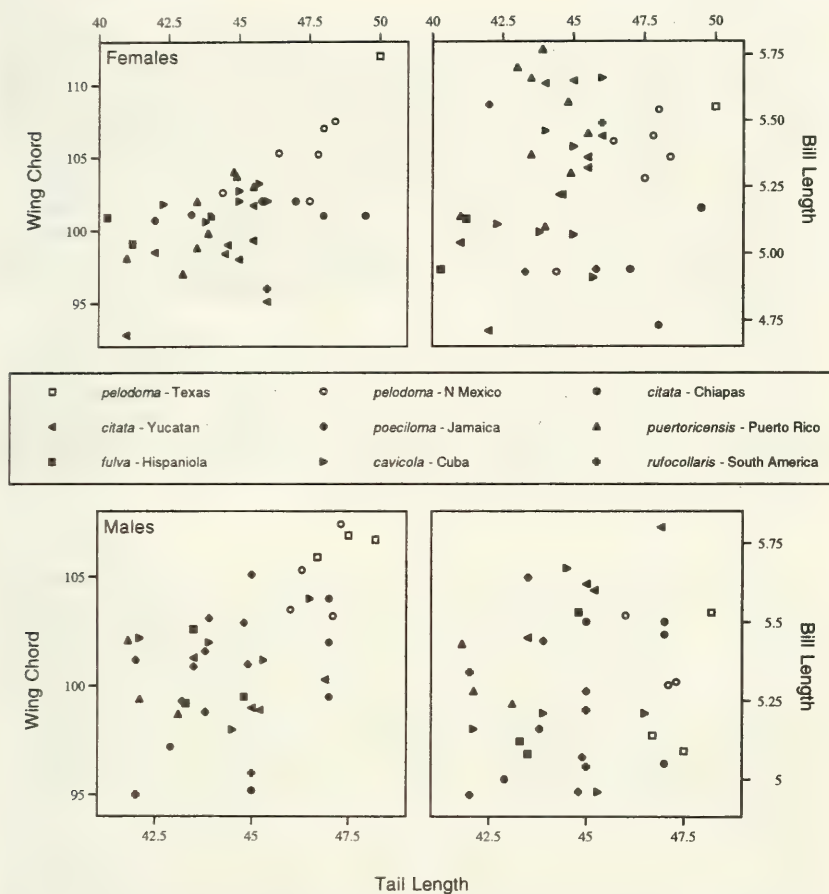 40 42.5 45 47.5 50 40 42.5 45 47.5 50
Females
110
105
100
95
Wing Chord
5.75
5.50
5.25
5.00
4.75
Bill Length
pelodoma - Texas pelodoma - N Mexico citata - Chiapas
citata - Yucatan poeciloma - Jamaica puertoricensis - Puerto Rico
fulva - Hispaniola cavicola - Cuba rufocollaris - South America
Males
105
100
95
Wing Chord
5.75
5.5
5.25
5
Bill Length
42.5 45 47.5 42.5 45 47.5
Tail Length